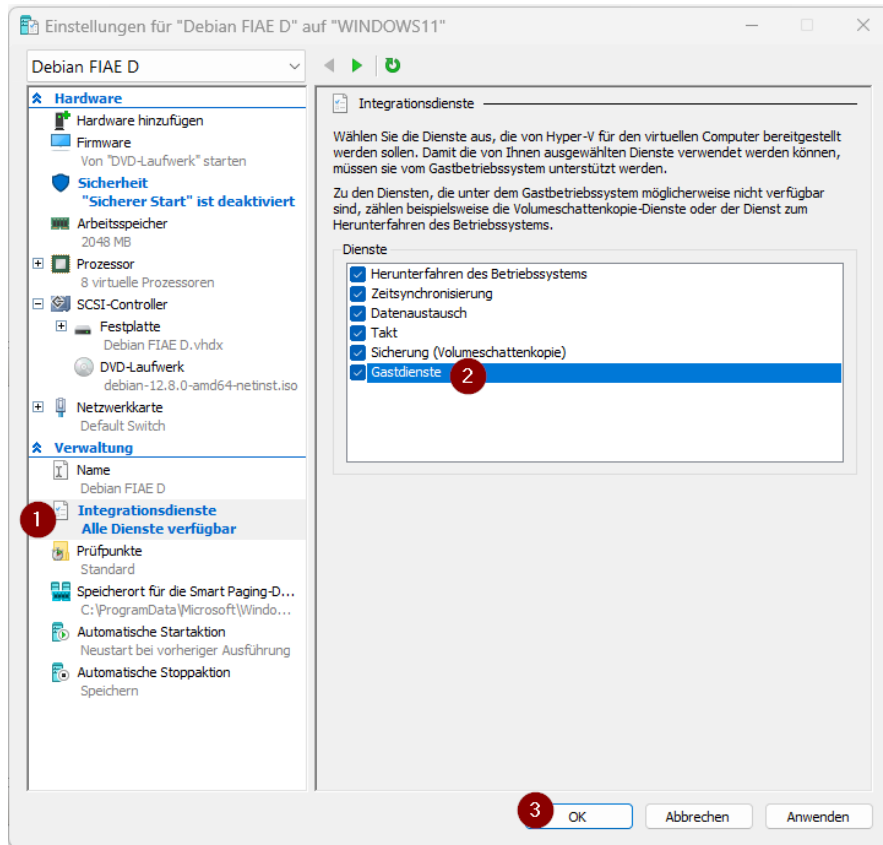 Einstellungen für "Debian FIAE D" auf "WINDOWS11"
Debian FIAE D
Hardware
Hardware hinzufügen
Firmware
Von "DVD-Laufwerk" starten
Sicherheit
"Sicherer Start" ist deaktiviert
Arbeitsspeicher
2048 MB
Prozessor
8 virtuelle Prozessoren
SCSI-Controller
Festplatte
Debian FIAE D.vhdx
DVD-Laufwerk
debian-12.8.0-amd64-netinst.iso
Netzwerkkarte
Default Switch
Verwaltung
Name
Debian FIAE D
1
Integrationsdienste
Alle Dienste verfügbar
Prüfpunkte
Standard
Speicherort für die Smart Paging-D...
C:\ProgramData\Microsoft\Windo...
Automatische Startaktion
Neustart bei vorheriger Ausführung
Automatische Stoppaktion
Speichern
Integrationsdienste
Wählen Sie die Dienste aus, die von Hyper-V für den virtuellen Computer bereitgestellt
werden sollen. Damit die von Ihnen ausgewählten Dienste verwendet werden können,
müssen sie vom Gastbetriebssystem unterstützt werden.
Zu den Diensten, die unter dem Gastbetriebssystem möglicherweise nicht verfügbar
sind, zählen beispielsweise die Volumeschattenkopie-Dienste oder der Dienst zum
Herunterfahren des Betriebssystems.
Dienste
Herunterfahren des Betriebssystems
Zeitsynchronisierung
Datenaustausch
Takt
Sicherung (Volumeschattenkopie)
Gastdienste 2
3 OK
Abbrechen
Anwenden